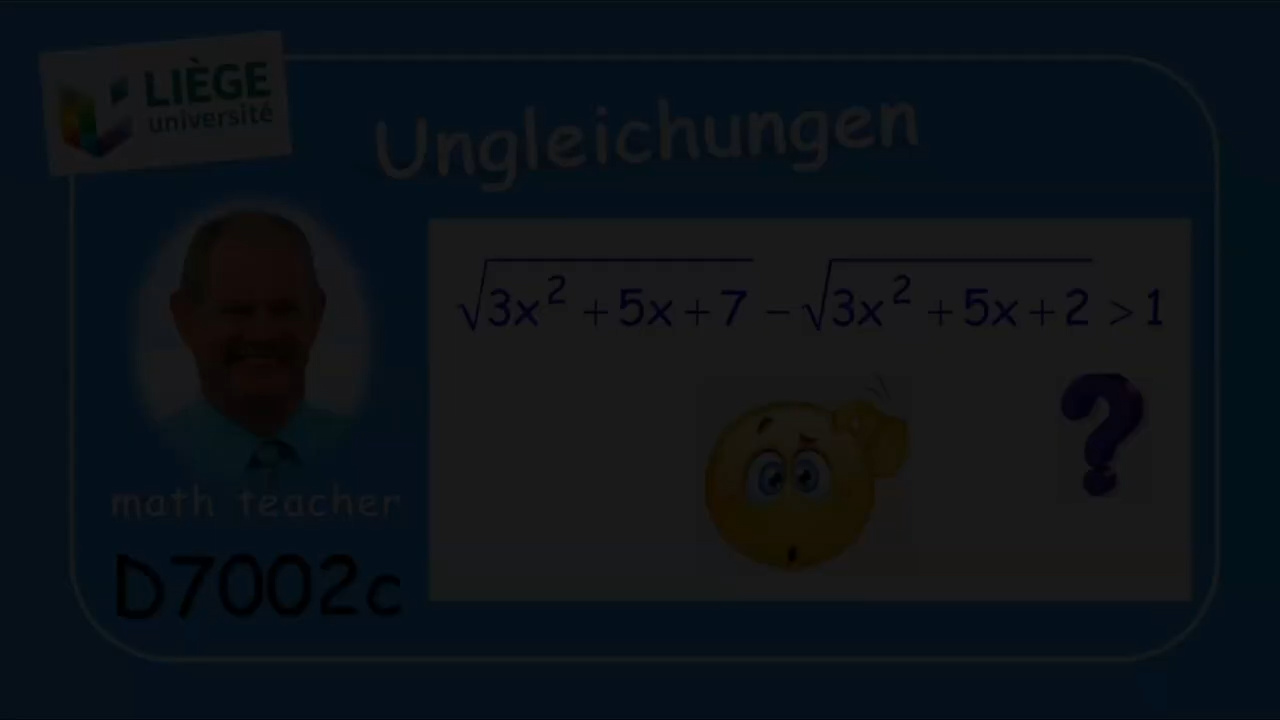 LIÈGE
université
Ungleichungen
√3x² + 5x + 7 − √3x² + 5x + 2 > 1
?
math teacher
D7002c